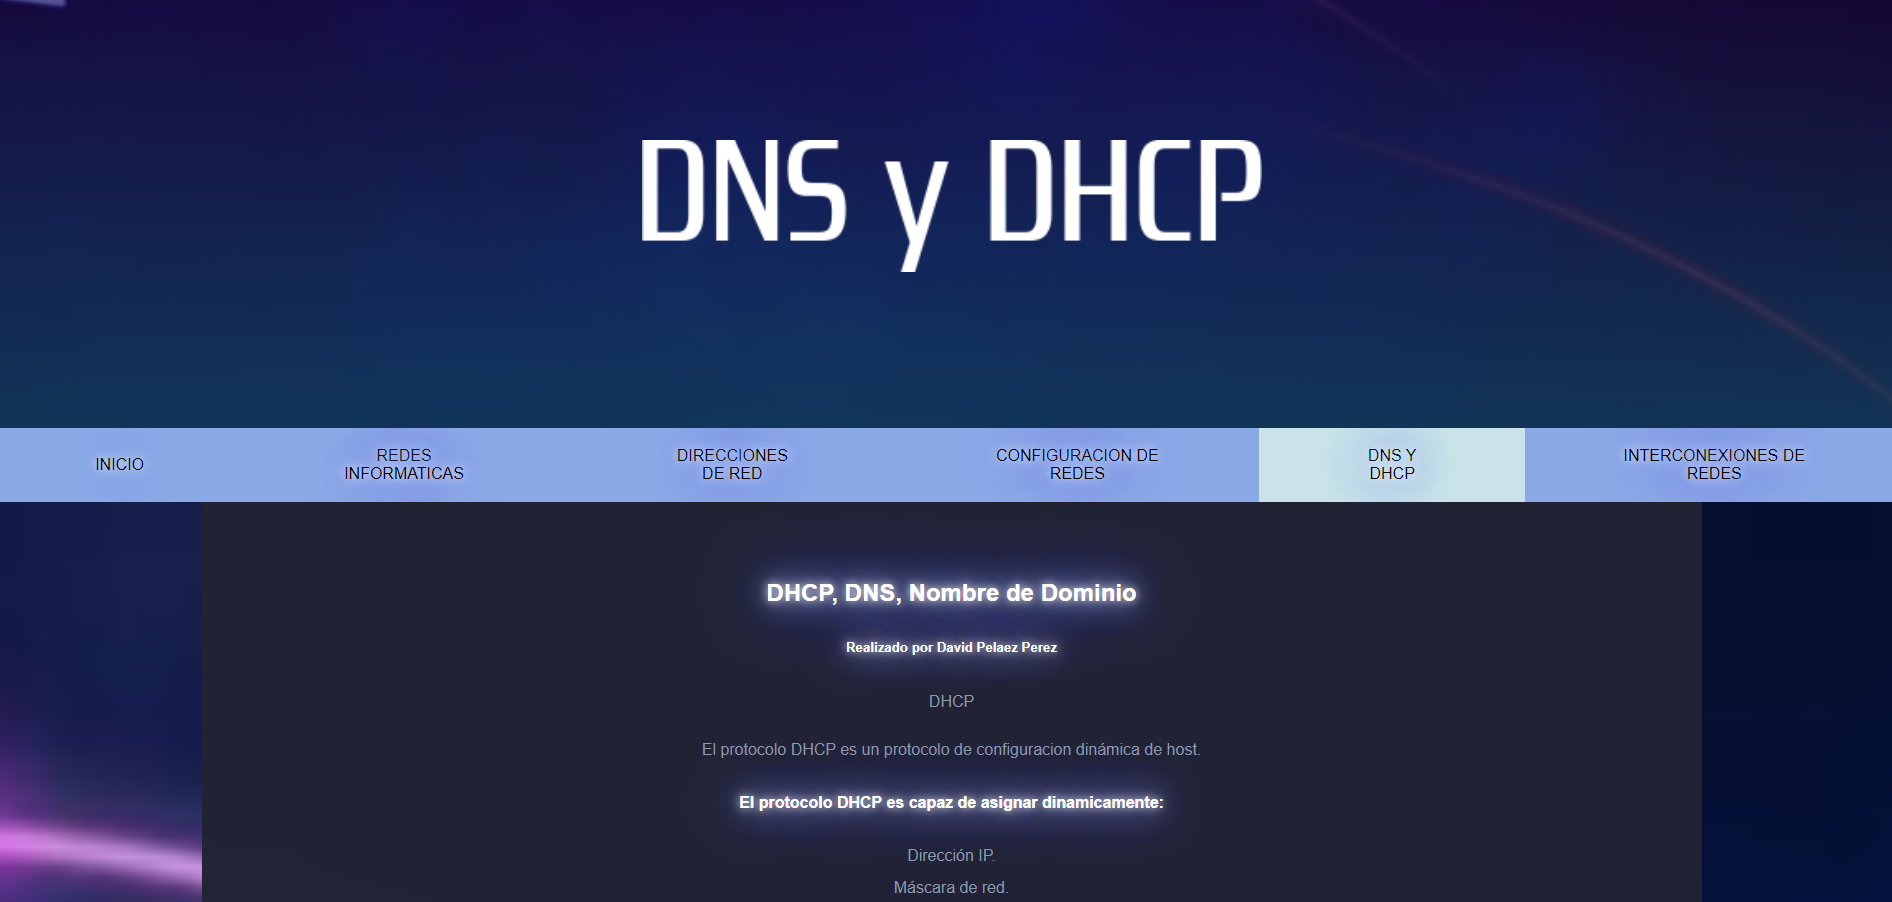 DNS y DHCP
INICIO
REDES
INFORMATICAS
DIRECCIONES
DE RED
CONFIGURACION DE
REDES
DNS Y
DHCP
INTERCONEXIONES DE
REDES
DHCP, DNS, Nombre de Dominio
Realizado por David Pelaez Perez
DHCP
El protocolo DHCP es un protocolo de configuracion dinámica de host.
El protocolo DHCP es capaz de asignar dinamicamente:
Dirección IP.
Máscara de red.